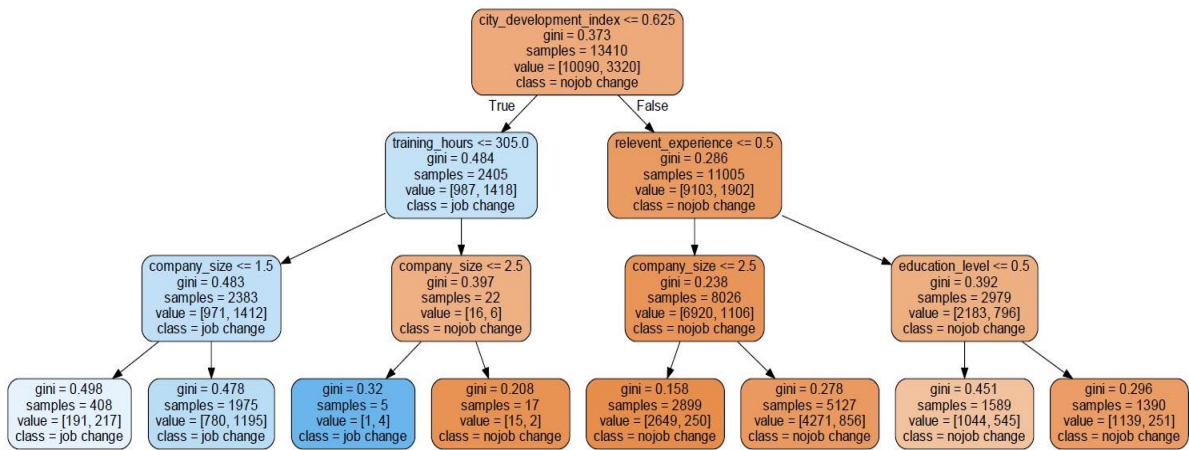 city_development_index <= 0.625
gini = 0.373
samples = 13410
value = [10090, 3320]
class = nojob change
True
False
training_hours <= 305.0
gini = 0.484
samples = 2405
value = [987, 1418]
class = job change
relevent_experience <= 0.5
gini = 0.286
samples = 11005
value = [9103, 1902]
class = nojob change
company_size <= 1.5
gini = 0.483
samples = 2383
value = [971, 1412]
class = job change
company_size <= 2.5
gini = 0.397
samples = 22
value = [16, 6]
class = nojob change
company_size <= 2.5
gini = 0.238
samples = 8026
value = [6920, 1106]
class = nojob change
education_level <= 0.5
gini = 0.392
samples = 2979
value = [2183, 796]
class = nojob change
gini = 0.498
samples = 408
value = [191, 217]
class = job change
gini = 0.478
samples = 1975
value = [780, 1195]
class = job change
gini = 0.32
samples = 5
value = [1, 4]
class = job change
gini = 0.208
samples = 17
value = [15, 2]
class = nojob change
gini = 0.158
samples = 2899
value = [2649, 250]
class = nojob change
gini = 0.278
samples = 5127
value = [4271, 856]
class = nojob change
gini = 0.451
samples = 1589
value = [1044, 545]
class = nojob change
gini = 0.296
samples = 1390
value = [1139, 251]
class = nojob change